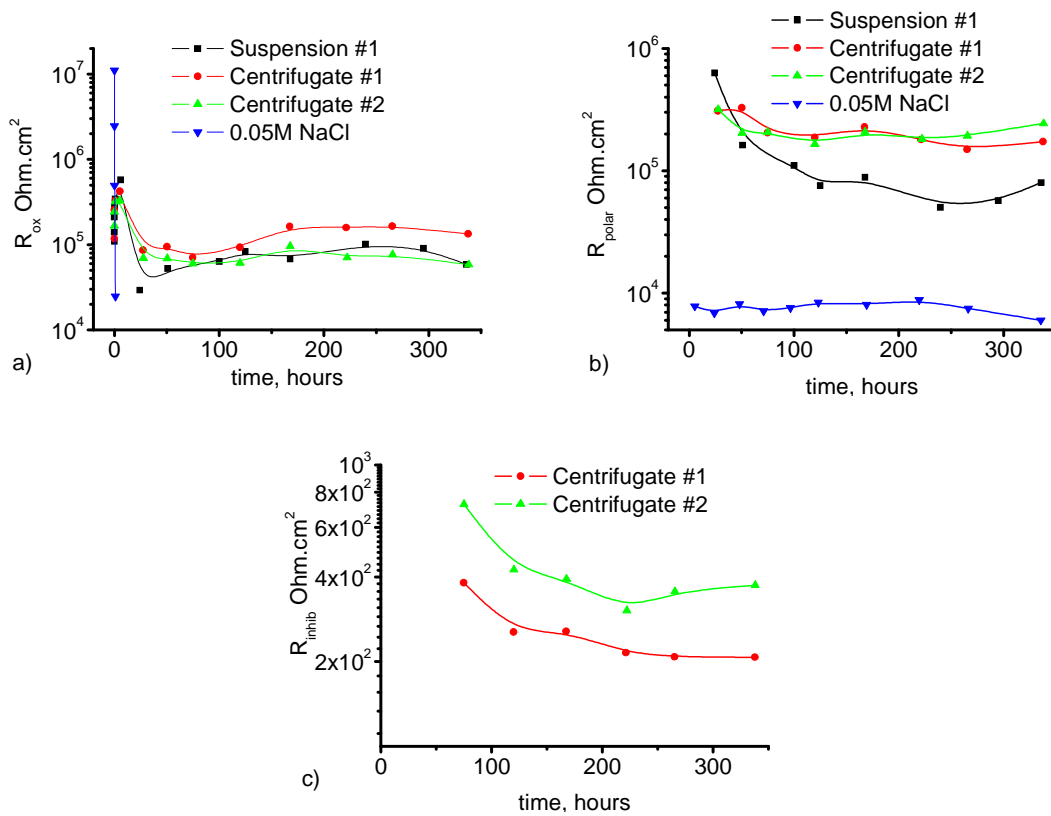 Suspension #1
Centrifugate #1
Centrifugate #2
0.05M NaCl
10^7
10^6
10^5
10^4
R_ox Ohm.cm^2
0 100 200 300
time, hours
a)
Suspension #1
Centrifugate #1
Centrifugate #2
0.05M NaCl
10^6
10^5
10^4
R_polar Ohm.cm^2
0 100 200 300
time, hours
b)
Centrifugate #1
Centrifugate #2
10^3
8x10^2
6x10^2
4x10^2
2x10^2
R_inhib Ohm.cm^2
0 100 200 300
time, hours
c)